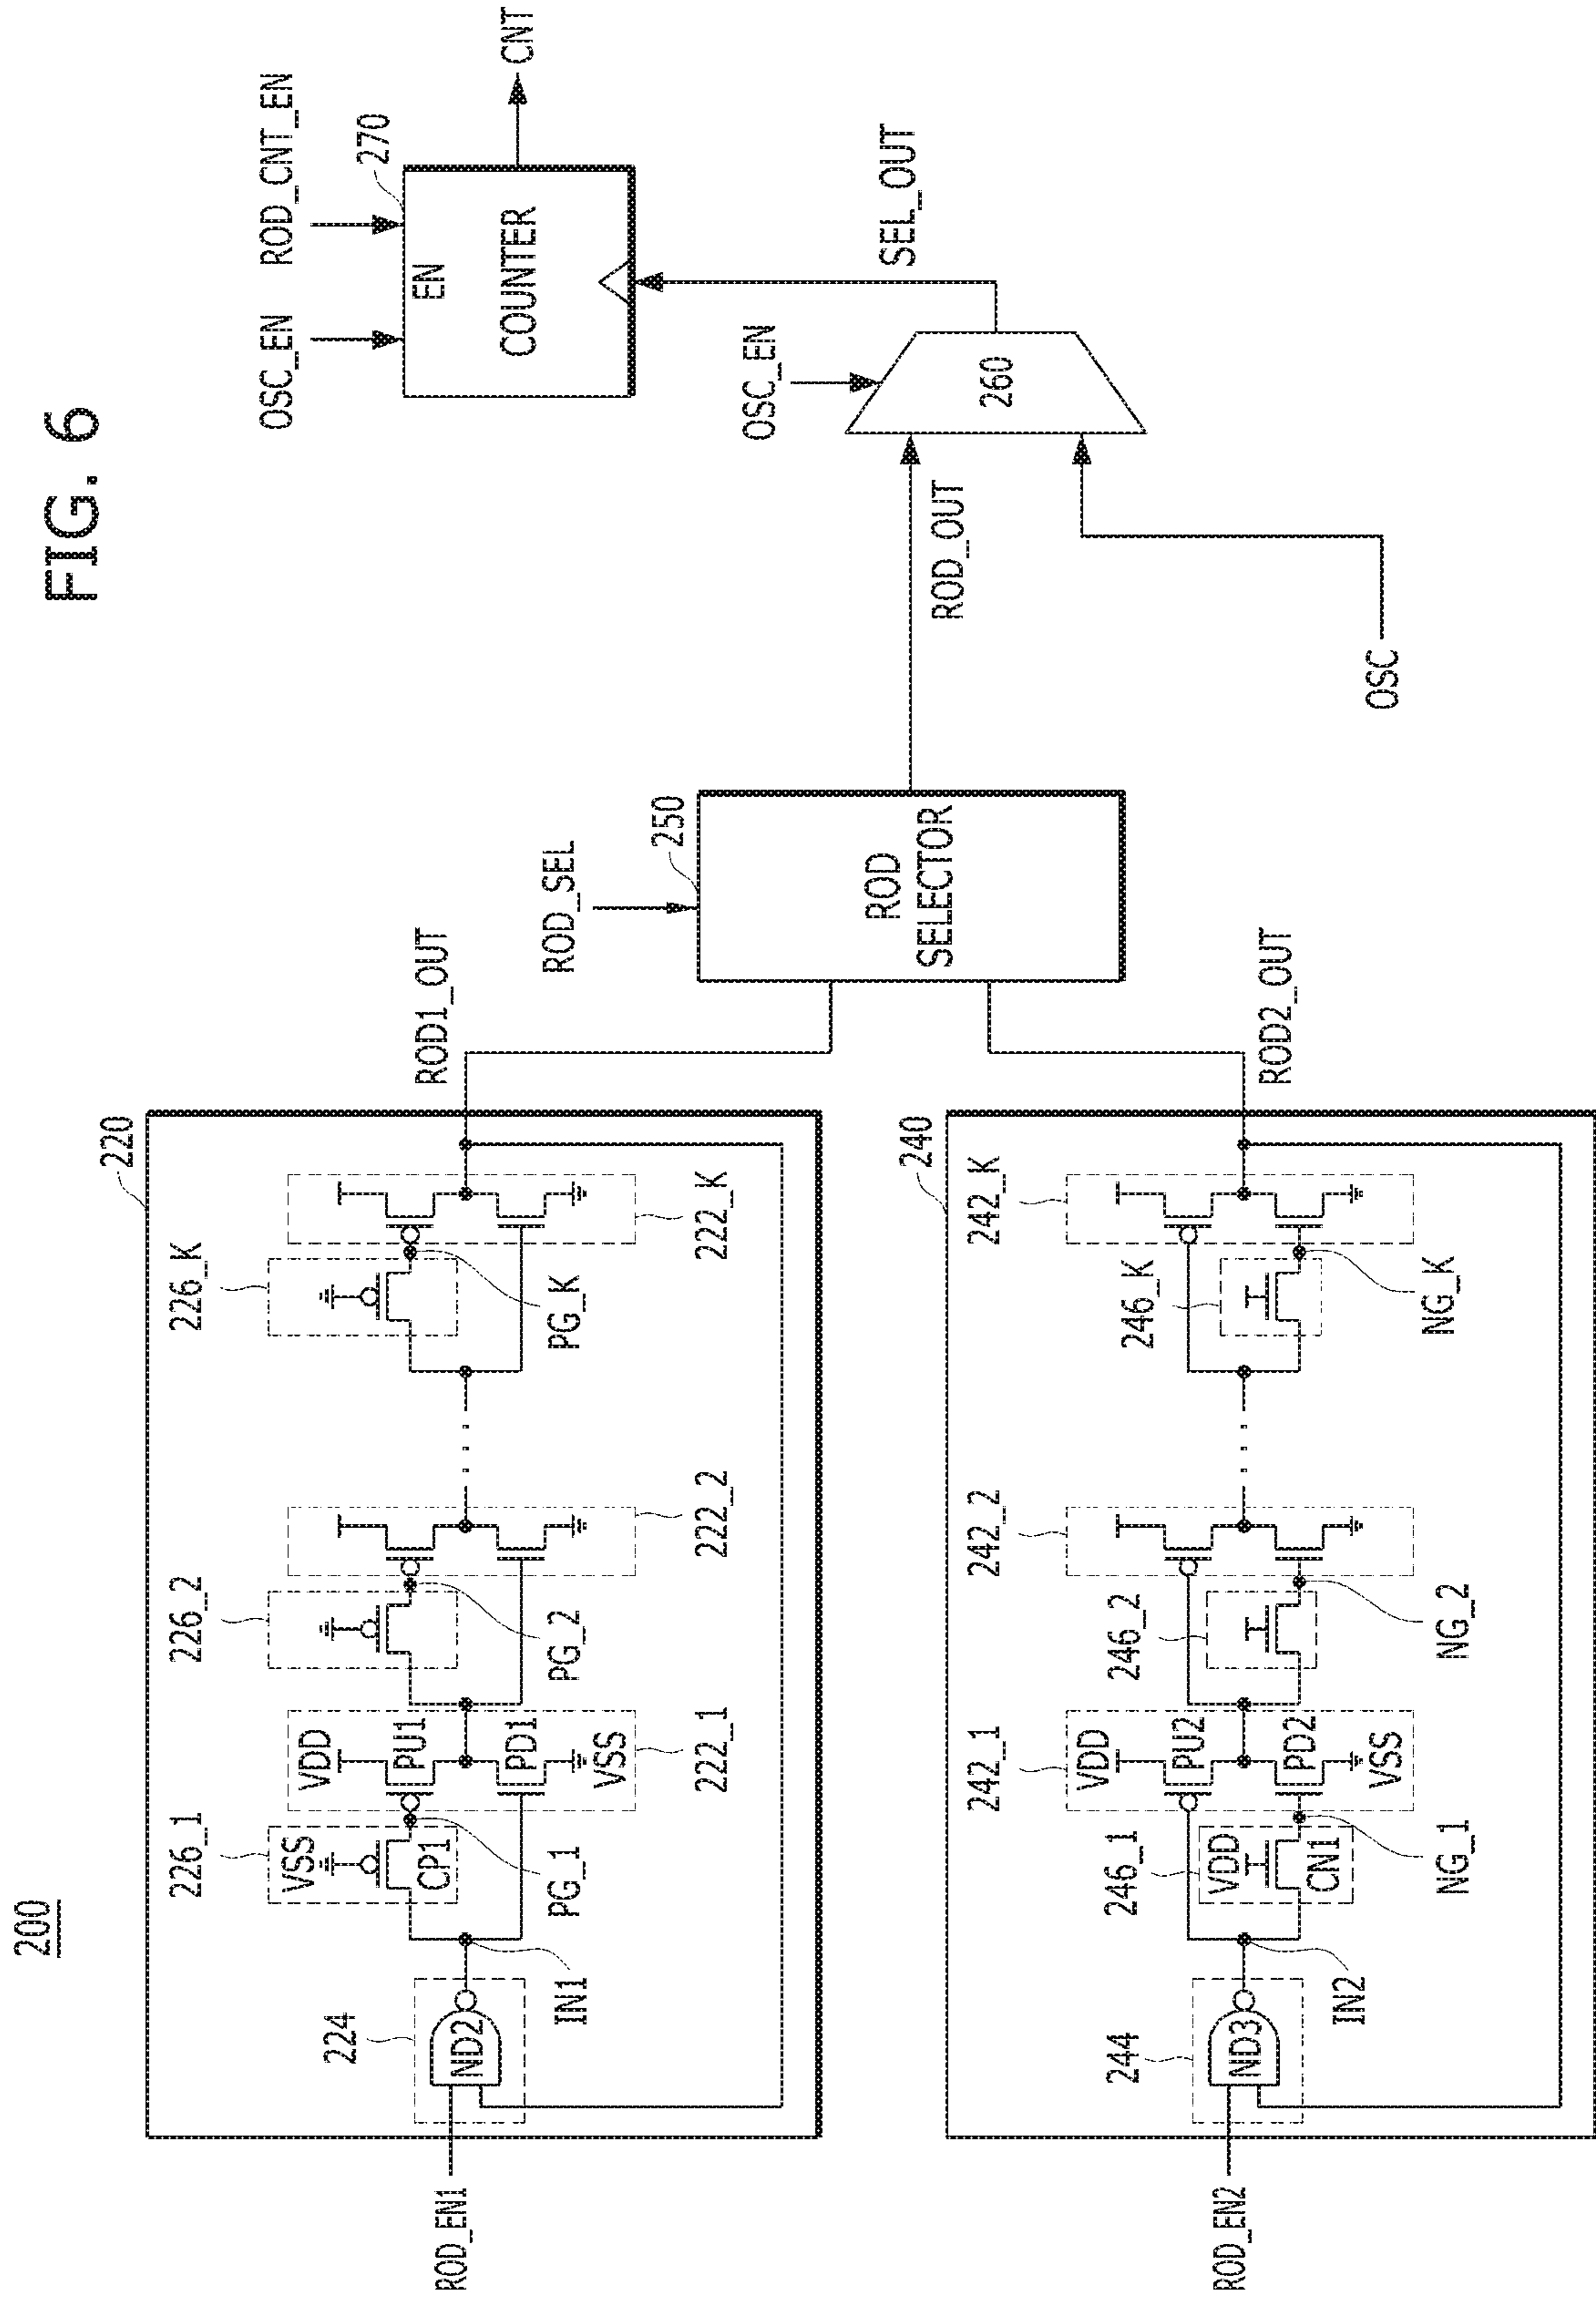 FIG. 6
200
220
226_1
226_2
226_K
224
VSS
CP1
VDD
PU1
PD1
VSS
ND2
ROD_EN1
IN1
PG_1
PG_2
PG_K
222_1
222_2
222_K
ROD1_OUT
240
242_1
242_2
242_K
244
246_1
246_2
246_K
VDD
CN1
VDD
PU2
PD2
VSS
ND3
ROD_EN2
IN2
NG_1
NG_2
NG_K
ROD2_OUT
ROD_SEL
250
ROD
SELECTOR
ROD_OUT
OSC
OSC_EN
260
SEL_OUT
OSC_EN
ROD_CNT_EN
270
EN
COUNTER
CNT